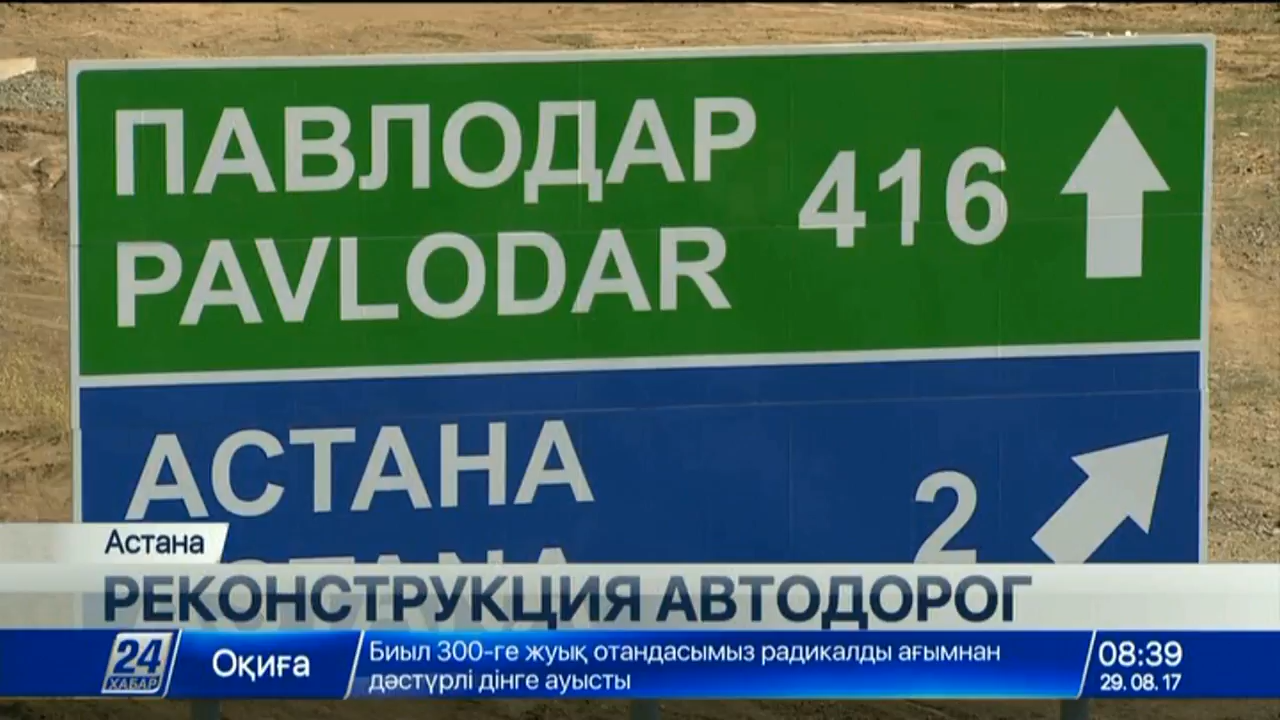 ПАВЛОДАР
PAVLODAR
416
АСТАНА
2
ASTANA
Астана
РЕКОНСТРУКЦИЯ АВТОДОРОГ
24
ХАБАР
Оқиға
Биыл 300-ге жуық отандасымыз радикалды ағымнан
дәстүрлі дінге ауысты
08:39
29. 08. 17